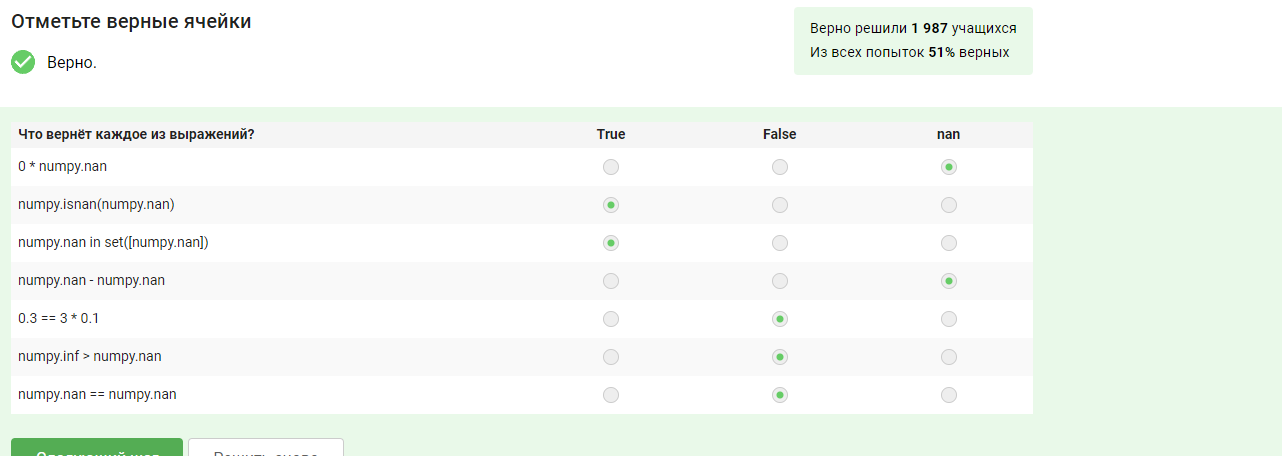 Отметьте верные ячейки
Верно.
Верно решили 1 987 учащихся
Из всех попыток 51% верных
Что вернёт каждое из выражений? True False nan
0 * numpy.nan
numpy.isnan(numpy.nan)
numpy.nan in set([numpy.nan])
numpy.nan - numpy.nan
0.3 == 3 * 0.1
numpy.inf > numpy.nan
numpy.nan == numpy.nan